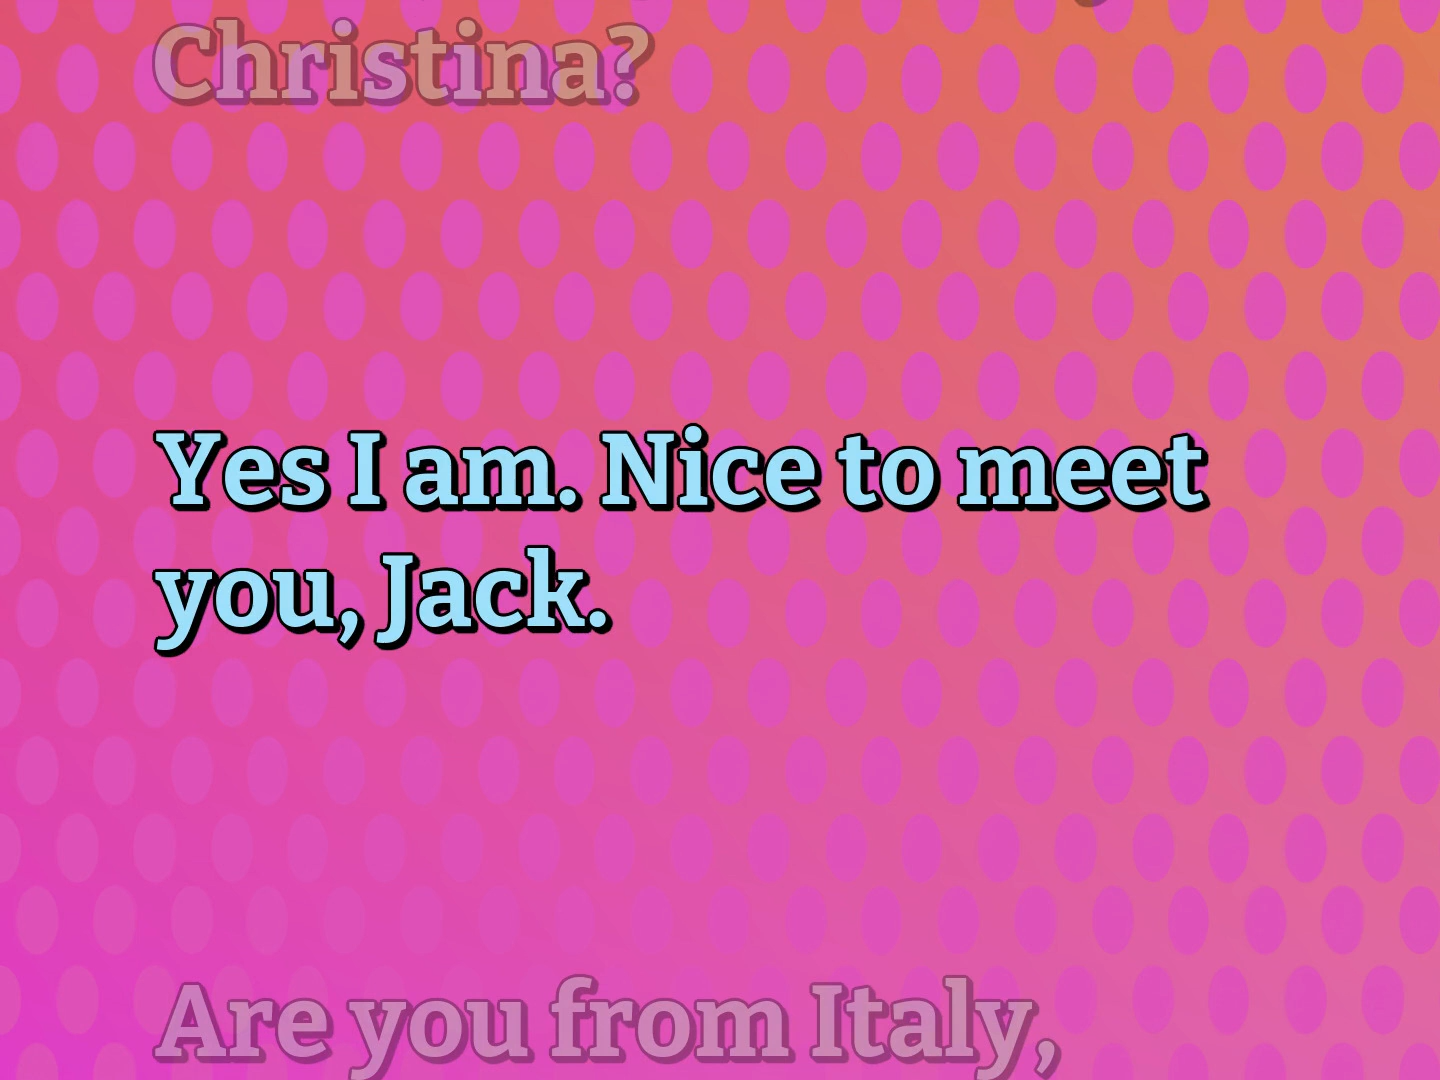 Christina?
Yes I am. Nice to meet
you, Jack.
Are you from Italy,